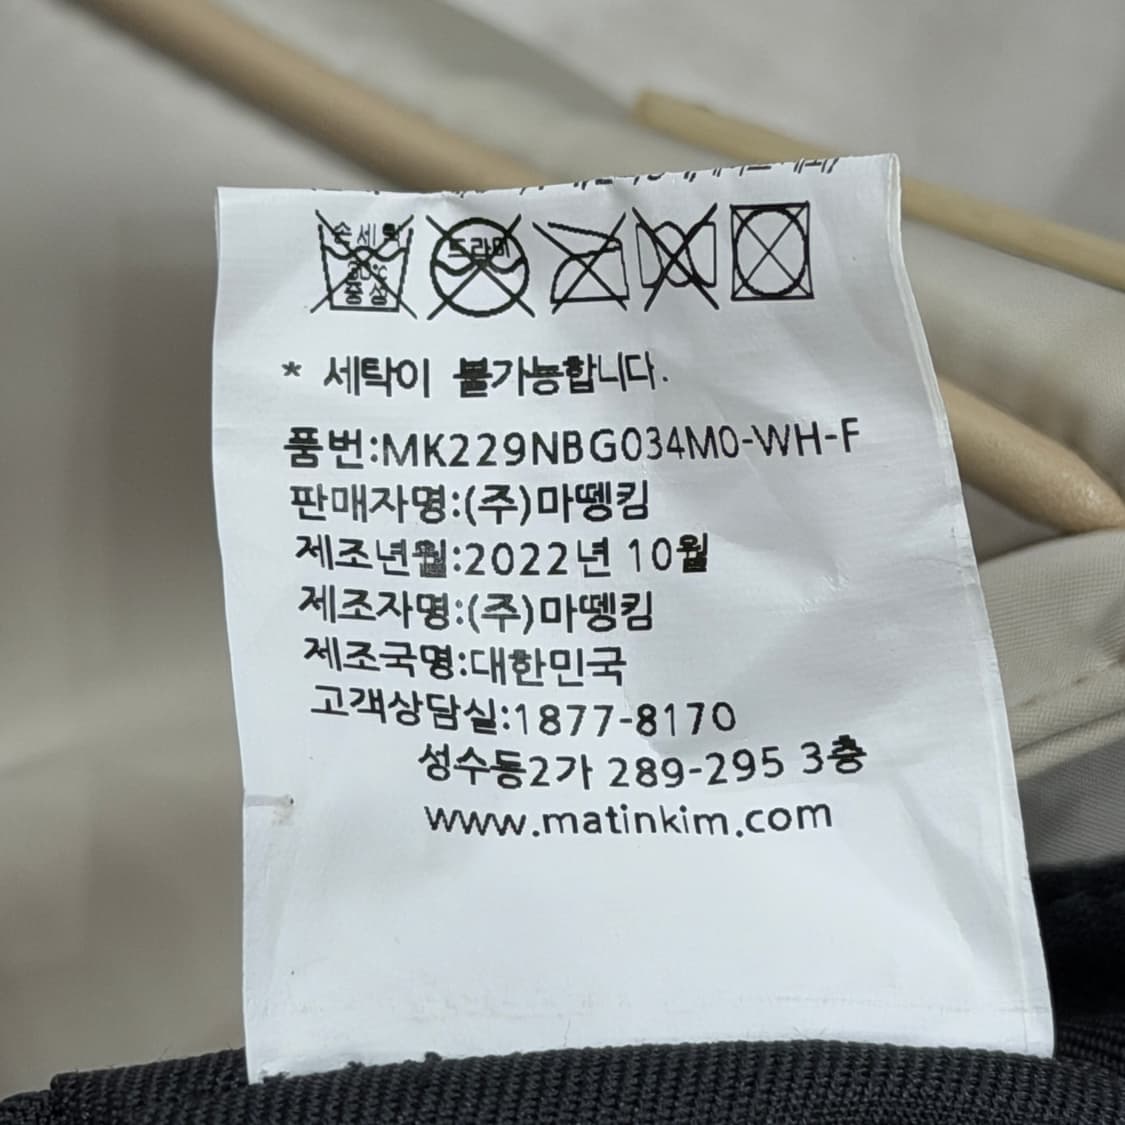 손세탁
30℃
중성
드라이
* 세탁이 불가능합니다.
품번:MK229NBG034M0-WH-F
판매자명:(주)마뗑킴
제조년월:2022년 10월
제조자명:(주)마뗑킴
제조국명:대한민국
고객상담실:1877-8170
성수동2가 289-295 3층
www.matinkim.com